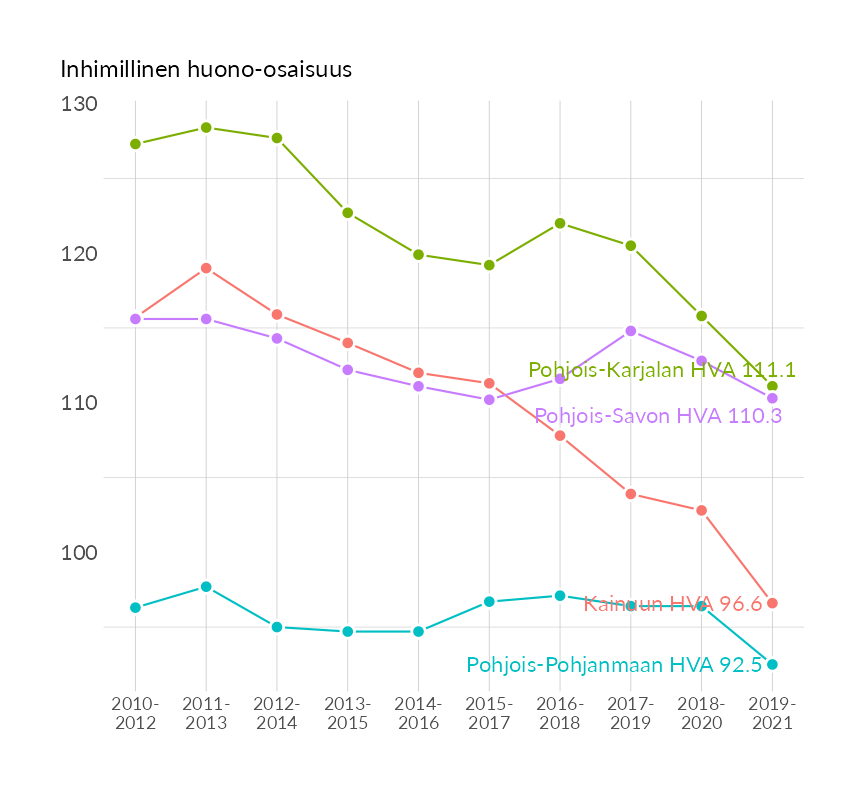 Inhimillinen huono-osaisuus
130
120
110
100
Pohjois-Karjalan HVA 111.1
Pohjois-Savon HVA 110.3
Kainuun HVA 96.6
Pohjois-Pohjanmaan HVA 92.5
2010- 2011- 2012- 2013- 2014- 2015- 2016- 2017- 2018- 2019-
2012 2013 2014 2015 2016 2017 2018 2019 2020 2021